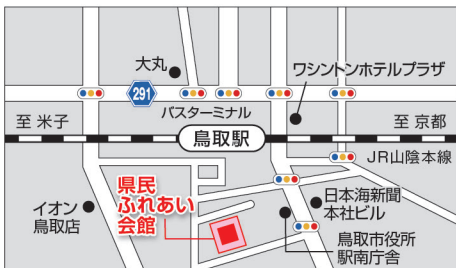 大丸
ワシントンホテルプラザ
291
バスターミナル
至 米子
鳥取駅
至 京都
JR山陰本線
県民
ふれあい
会館
イオン
鳥取店
日本海新聞
本社ビル
鳥取市役所
駅南庁舎